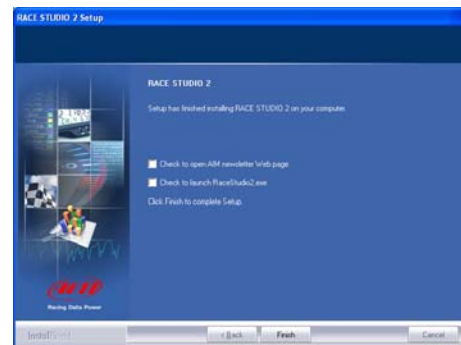 RACE STUDIO 2 Setup
RACE STUDIO 2
Setup has finished installing RACE STUDIO 2 on your computer.
Check to open AIM newsletter Web page
Check to launch RaceStudio2.exe
Click Finish to complete Setup.
AIM
Racing Data Power
InstallShield
< Back
Finish
Cancel